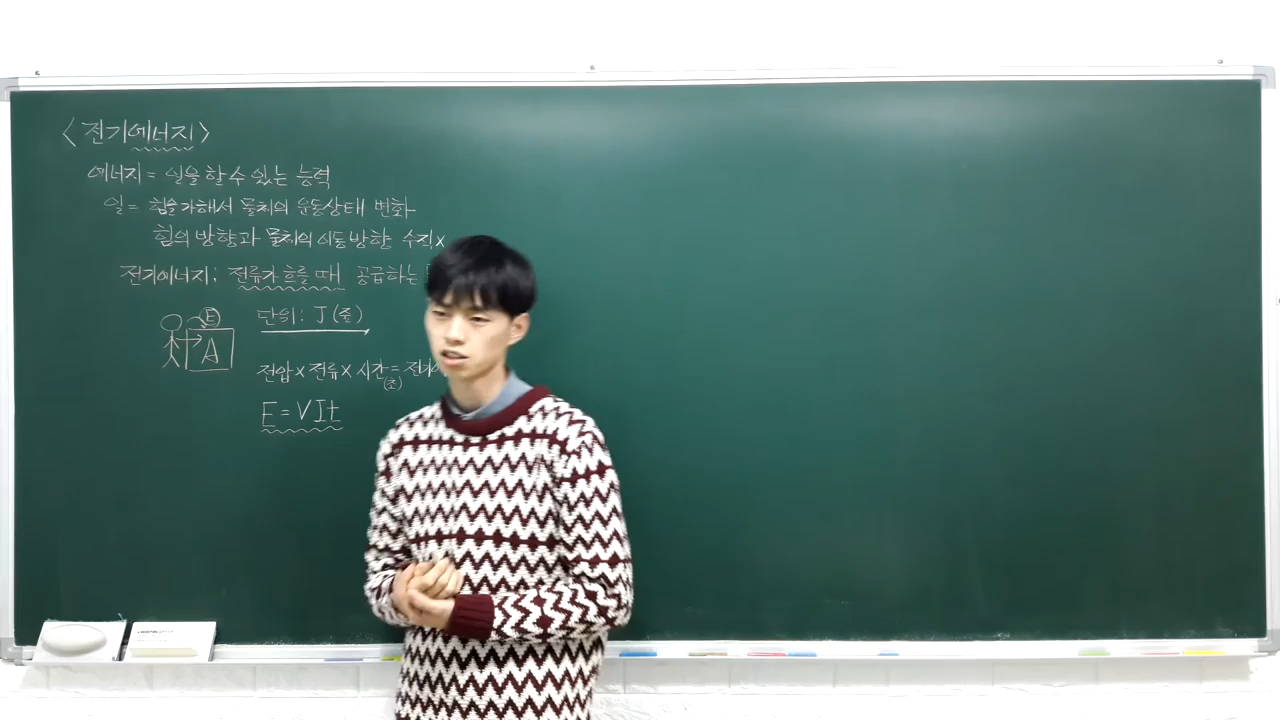 <전기에너지>
에너지 = 일을 할 수 있는 능력
일 = 힘을 가해서 물체의 운동상태 변화
힘의 방향과 물체의 이동방향 수직 x
전기에너지 : 전류가 흐를 때 공급하는
E
A
단위 : J (줄)
전압 x 전류 x 시간 =
(초)
E = VIt